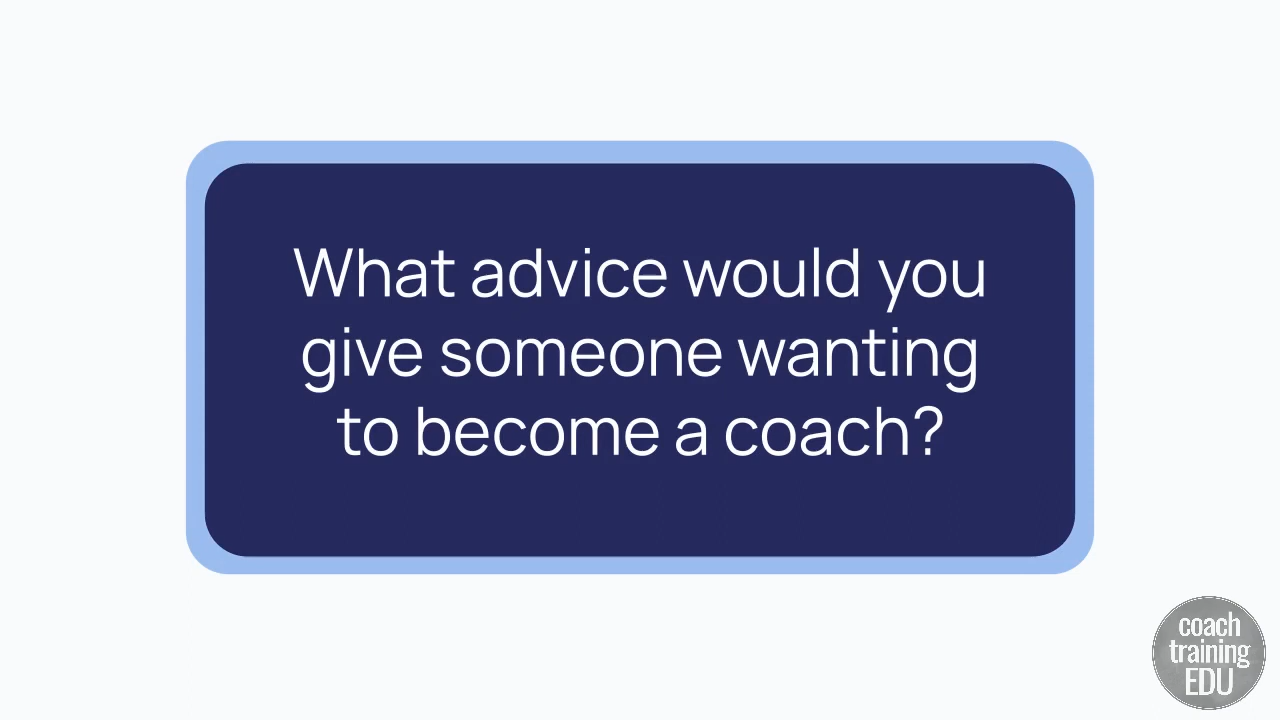 What advice would you
give someone wanting
to become a coach?
coach
training
EDU